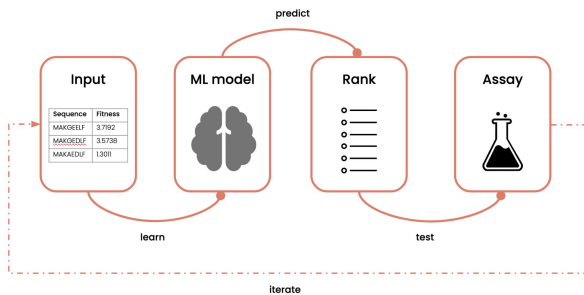 predict
Input
ML model
Rank
Assay
Sequence Fitness
MAKGEELF 3.7192
MAKGEDLF 3.5738
MAKAEDLF 1.3011
learn
test
iterate